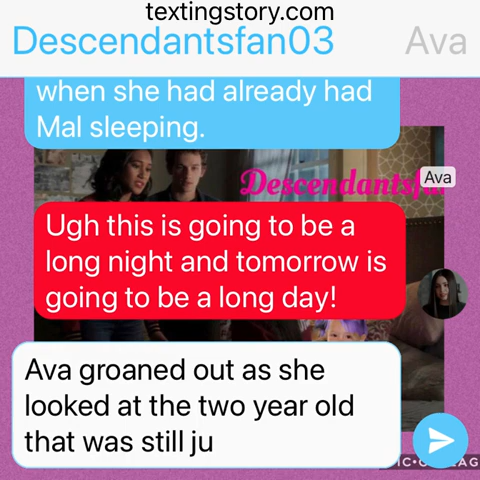 textingstory.com
Descendantsfan03 Ava
when she had already had
Mal sleeping.
Descendantsf
Ava
Ugh this is going to be a
long night and tomorrow is
going to be a long day!
Ava groaned out as she
looked at the two year old
that was still ju